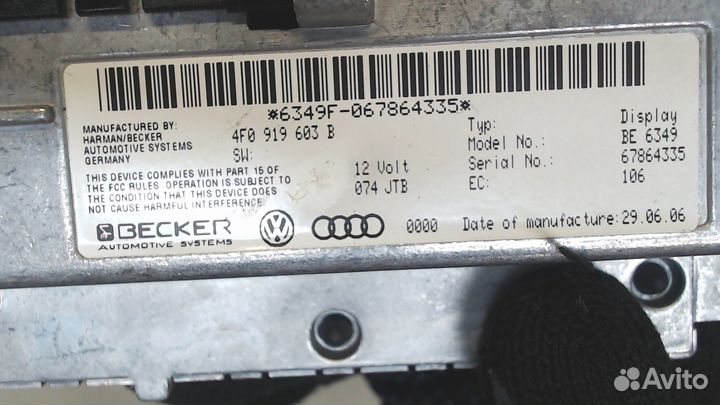 *6349F-067864335*
MANUFACTURED BY:
HARMAN/BECKER
AUTOMOTIVE SYSTEMS
GERMANY
4F0 919 603 B
SW:
THIS DEVICE COMPLIES WITH PART 15 OF
THE FCC RULES. OPERATION IS SUBJECT TO
THE CONDITION THAT THIS DEVICE DOES
NOT CAUSE HARMFUL INTERFERENCE.
12 Volt
074 JTB
Typ: Display
Model No.: BE 6349
Serial No.: 67864335
EC: 106
BECKER
AUTOMOTIVE SYSTEMS
0000
Date of manufacture: 29.06.06
Avito